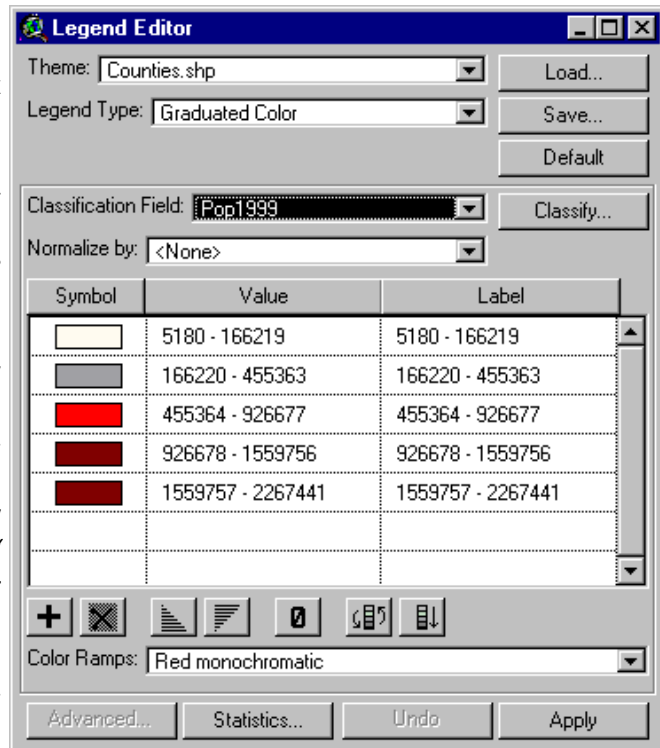 Legend Editor
Theme: Counties.shp
Load...
Legend Type: Graduated Color
Save...
Default
Classification Field: Pop1999
Classify...
Normalize by: <None>
Symbol Value Label
5180 - 166219 5180 - 166219
166220 - 455363 166220 - 455363
455364 - 926677 455364 - 926677
926678 - 1559756 926678 - 1559756
1559757 - 2267441 1559757 - 2267441
0
Color Ramps: Red monochromatic
Advanced... Statistics... Undo Apply